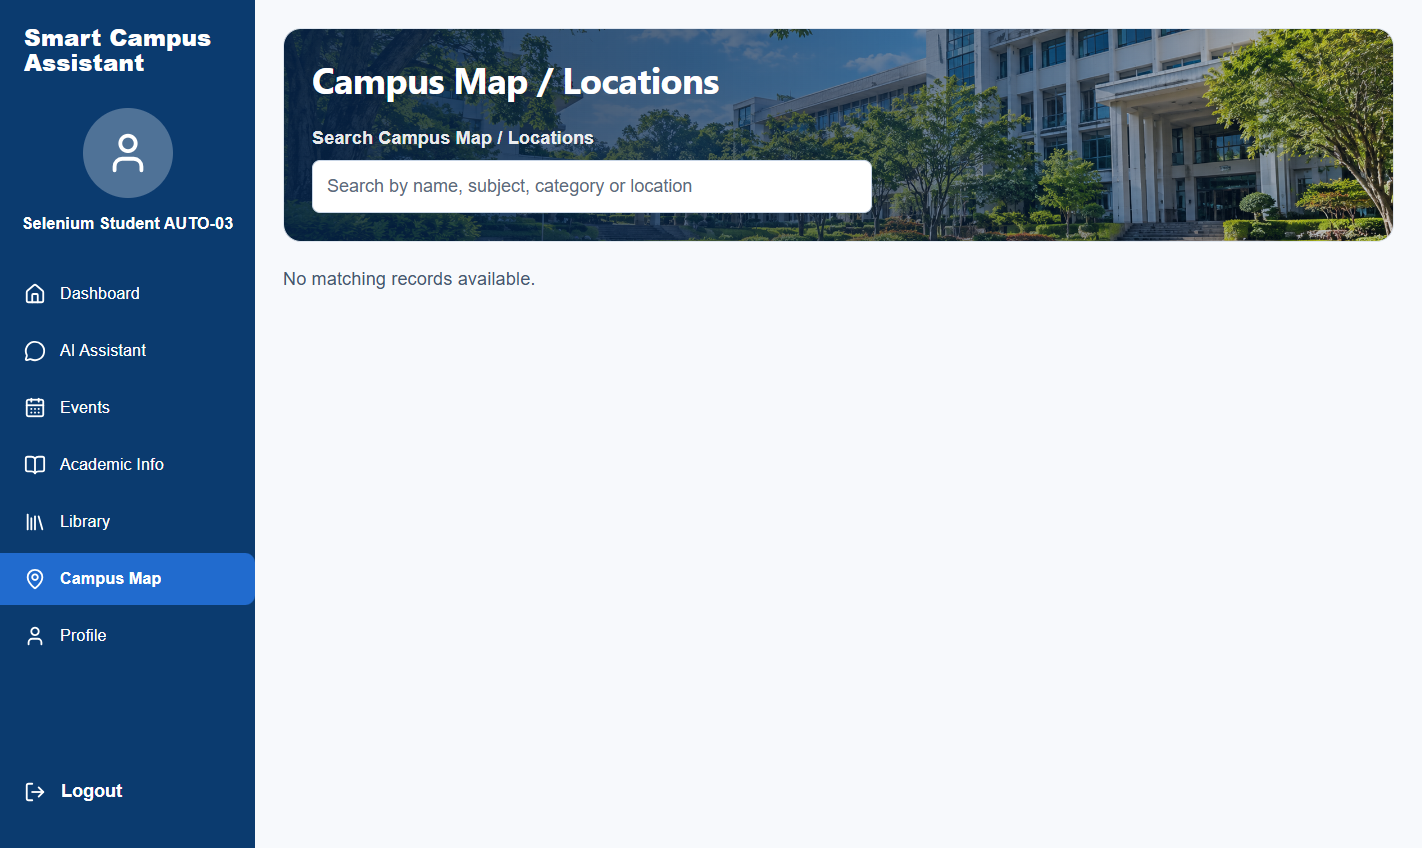 Smart Campus
Assistant
Selenium Student AUTO-03
Dashboard
AI Assistant
Events
Academic Info
Library
Campus Map
Profile
Logout
Campus Map / Locations
Search Campus Map / Locations
Search by name, subject, category or location
No matching records available.